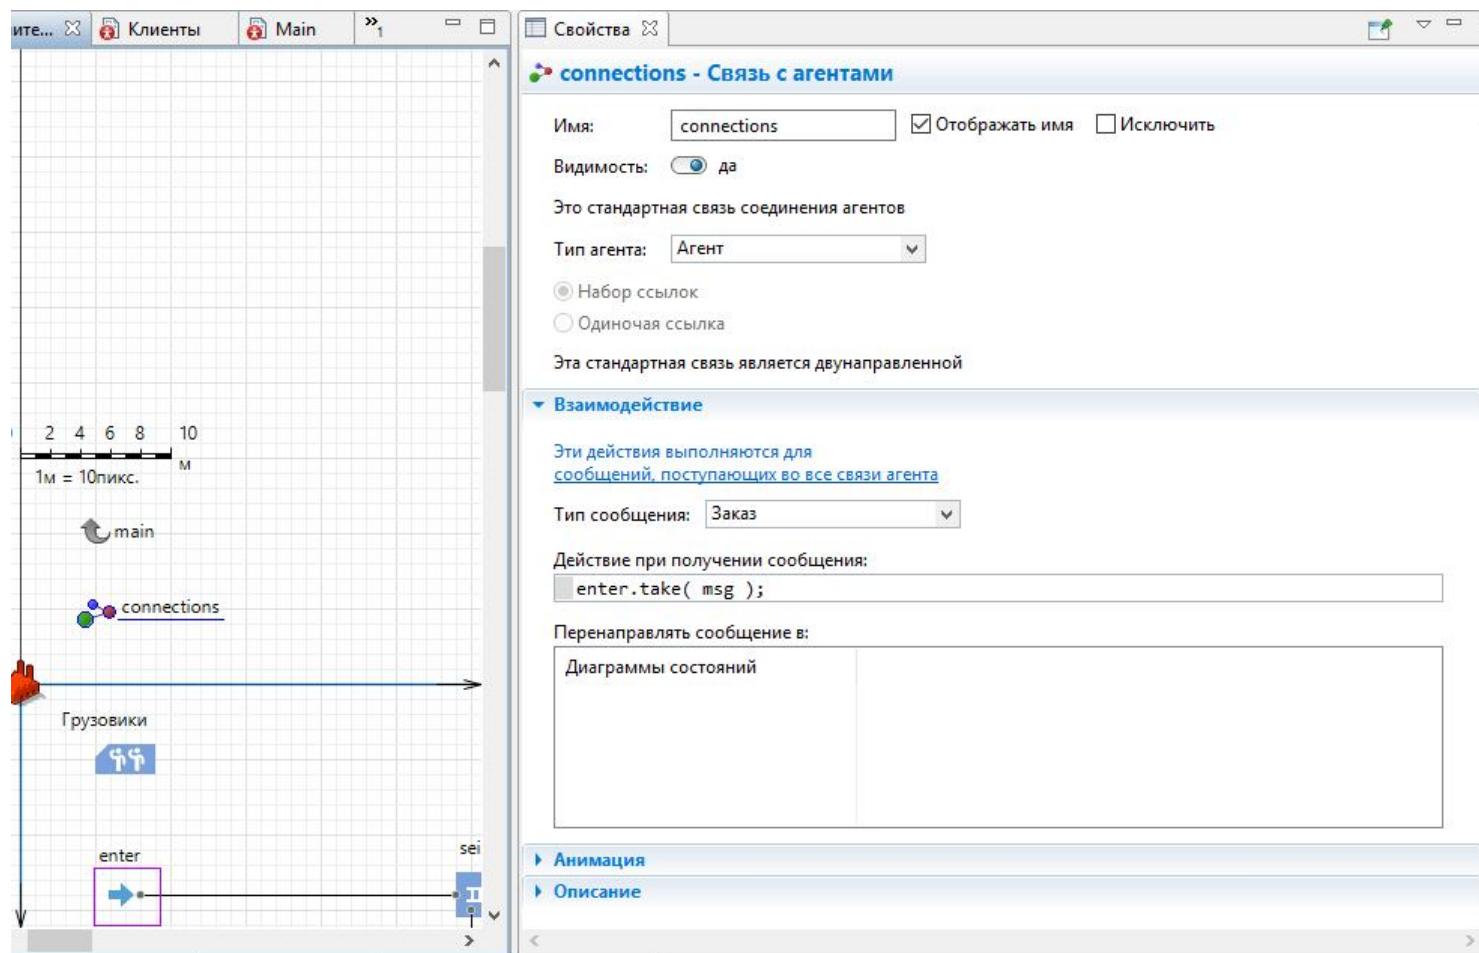 ите...
Клиенты
Main
»1
Свойства
connections - Связь с агентами
Имя:
connections
Отображать имя
Исключить
Видимость:
да
Это стандартная связь соединения агентов
Тип агента:
Агент
Набор ссылок
Одиночая ссылка
Эта стандартная связь является двунаправленной
Взаимодействие
Эти действия выполняются для
сообщений, поступающих во все связи агента
Тип сообщения:
Заказ
Действие при получении сообщения:
enter.take( msg );
Перенаправлять сообщение в:
Диаграммы состояний
Анимация
Описание
2 4 6 8 10
м
1м = 10пикс.
main
connections
Грузовики
enter
sei